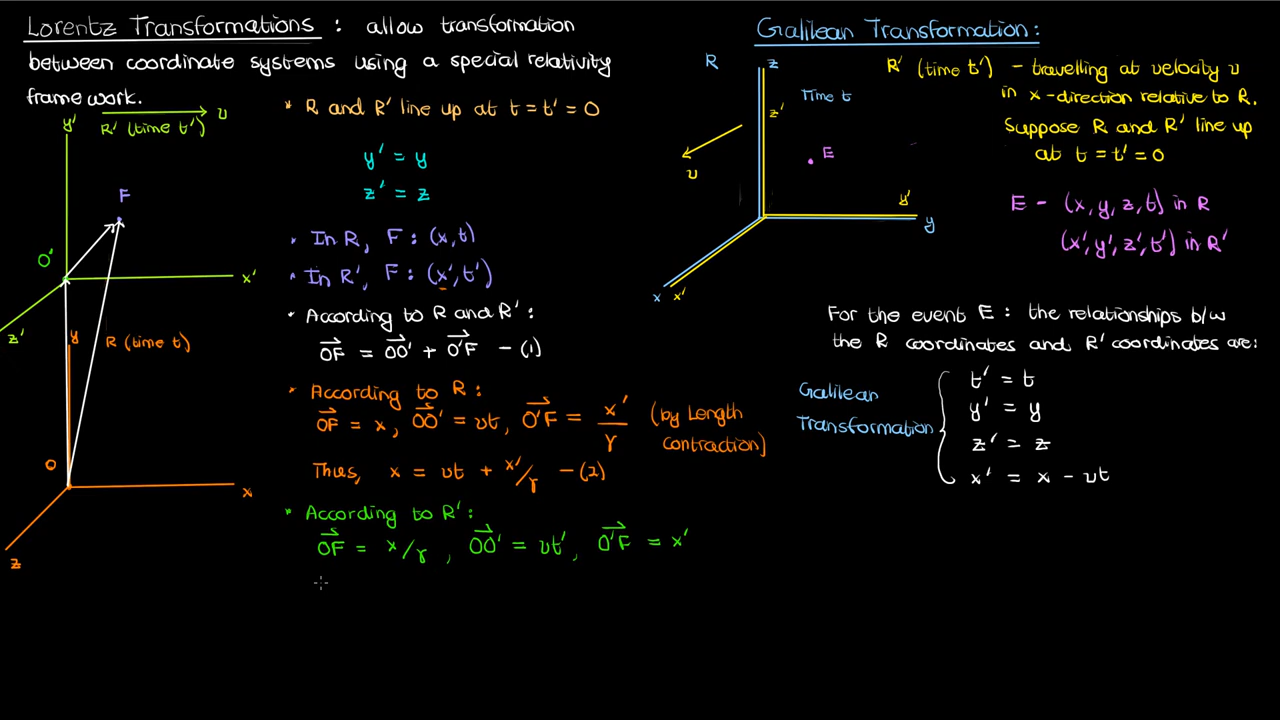 Lorentz Transformations : allow transformation
between coordinate systems using a special relativity
frame work.
y'
R' (time t')
v
F
O'
x'
z'
y
R (time t)
O
x
z
* R and R' line up at t = t' = 0
y' = y
z' = z
* In R, F : (x, t)
* In R', F : (x', t')
* According to R and R' :
OF = OO' + O'F - (1)
* According to R :
OF = x, OO' = vt, O'F = x'/γ (by Length
contraction)
Thus, x = vt + x'/γ - (2)
* According to R' :
OF = x/γ , OO' = vt', O'F = x'
Galilean Transformation :
R
z
z'
Time t
E
v
y'
y
x
x'
R' (time t') - travelling at velocity v
in x-direction relative to R.
Suppose R and R' line up
at t = t' = 0
E - (x, y, z, t) in R
(x', y', z', t') in R'
For the event E : the relationships b/w
the R coordinates and R' coordinates are:
Galilean
Transformation
t' = t
y' = y
z' = z
x' = x - vt